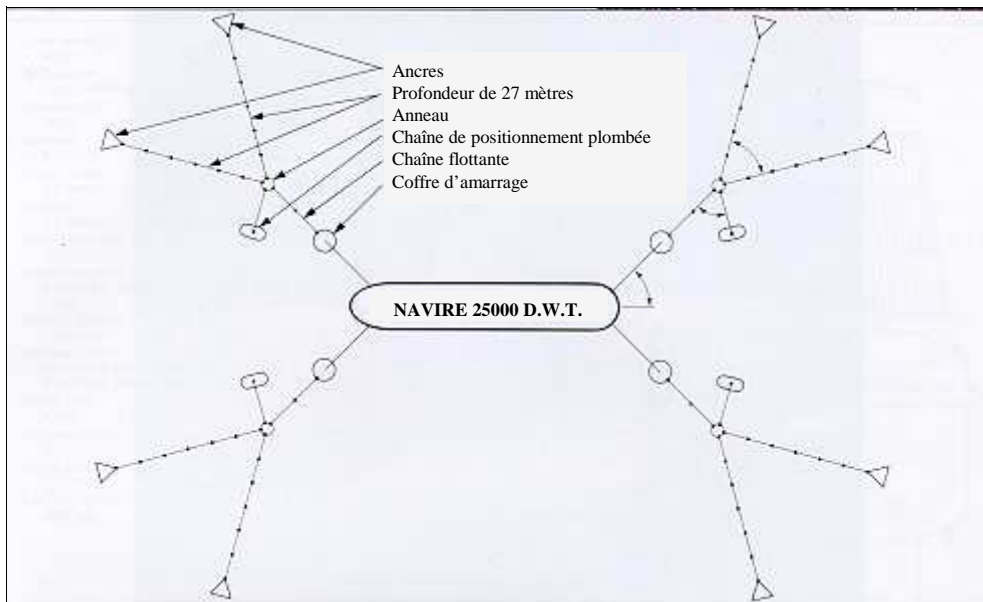 Ancres
Profondeur de 27 mètres
Anneau
Chaîne de positionnement plombée
Chaîne flottante
Coffre d'amarrage
NAVIRE 25000 D.W.T.